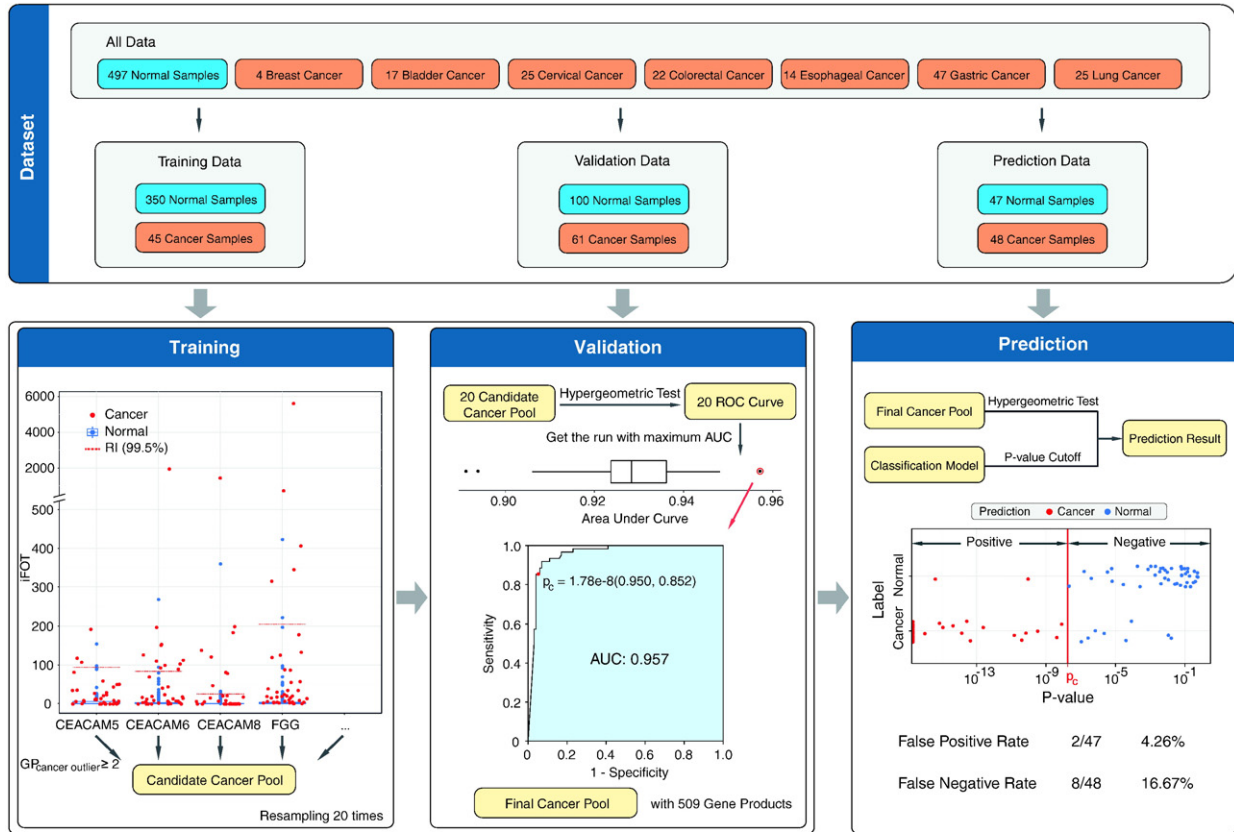 Dataset
All Data
497 Normal Samples
4 Breast Cancer
17 Bladder Cancer
25 Cervical Cancer
22 Colorectal Cancer
14 Esophageal Cancer
47 Gastric Cancer
25 Lung Cancer
Training Data
350 Normal Samples
45 Cancer Samples
Validation Data
100 Normal Samples
61 Cancer Samples
Prediction Data
47 Normal Samples
48 Cancer Samples
Training
6000
4000
2000
500
400
300
200
100
0
iFOT
Cancer
Normal
RI (99.5%)
CEACAM5
CEACAM6
CEACAM8
FGG
...
GPcancer outlier ≥ 2
Candidate Cancer Pool
Resampling 20 times
Validation
20 Candidate
Cancer Pool
Hypergeometric Test
20 ROC Curve
Get the run with maximum AUC
0.90
0.92
0.94
0.96
Area Under Curve
1.0
0.8
0.6
0.4
0.2
0
Sensitivity
pc = 1.78e-8(0.950, 0.852)
AUC: 0.957
0
0.2
0.4
0.6
0.8
1.0
1 - Specificity
Final Cancer Pool
with 509 Gene Products
Prediction
Final Cancer Pool
Hypergeometric Test
Prediction Result
Classification Model
P-value Cutoff
Prediction
Cancer
Normal
Positive
Negative
Label
Normal
Cancer
10-13
10-9
pc
10-5
10-1
P-value
False Positive Rate 2/47 4.26%
False Negative Rate 8/48 16.67%